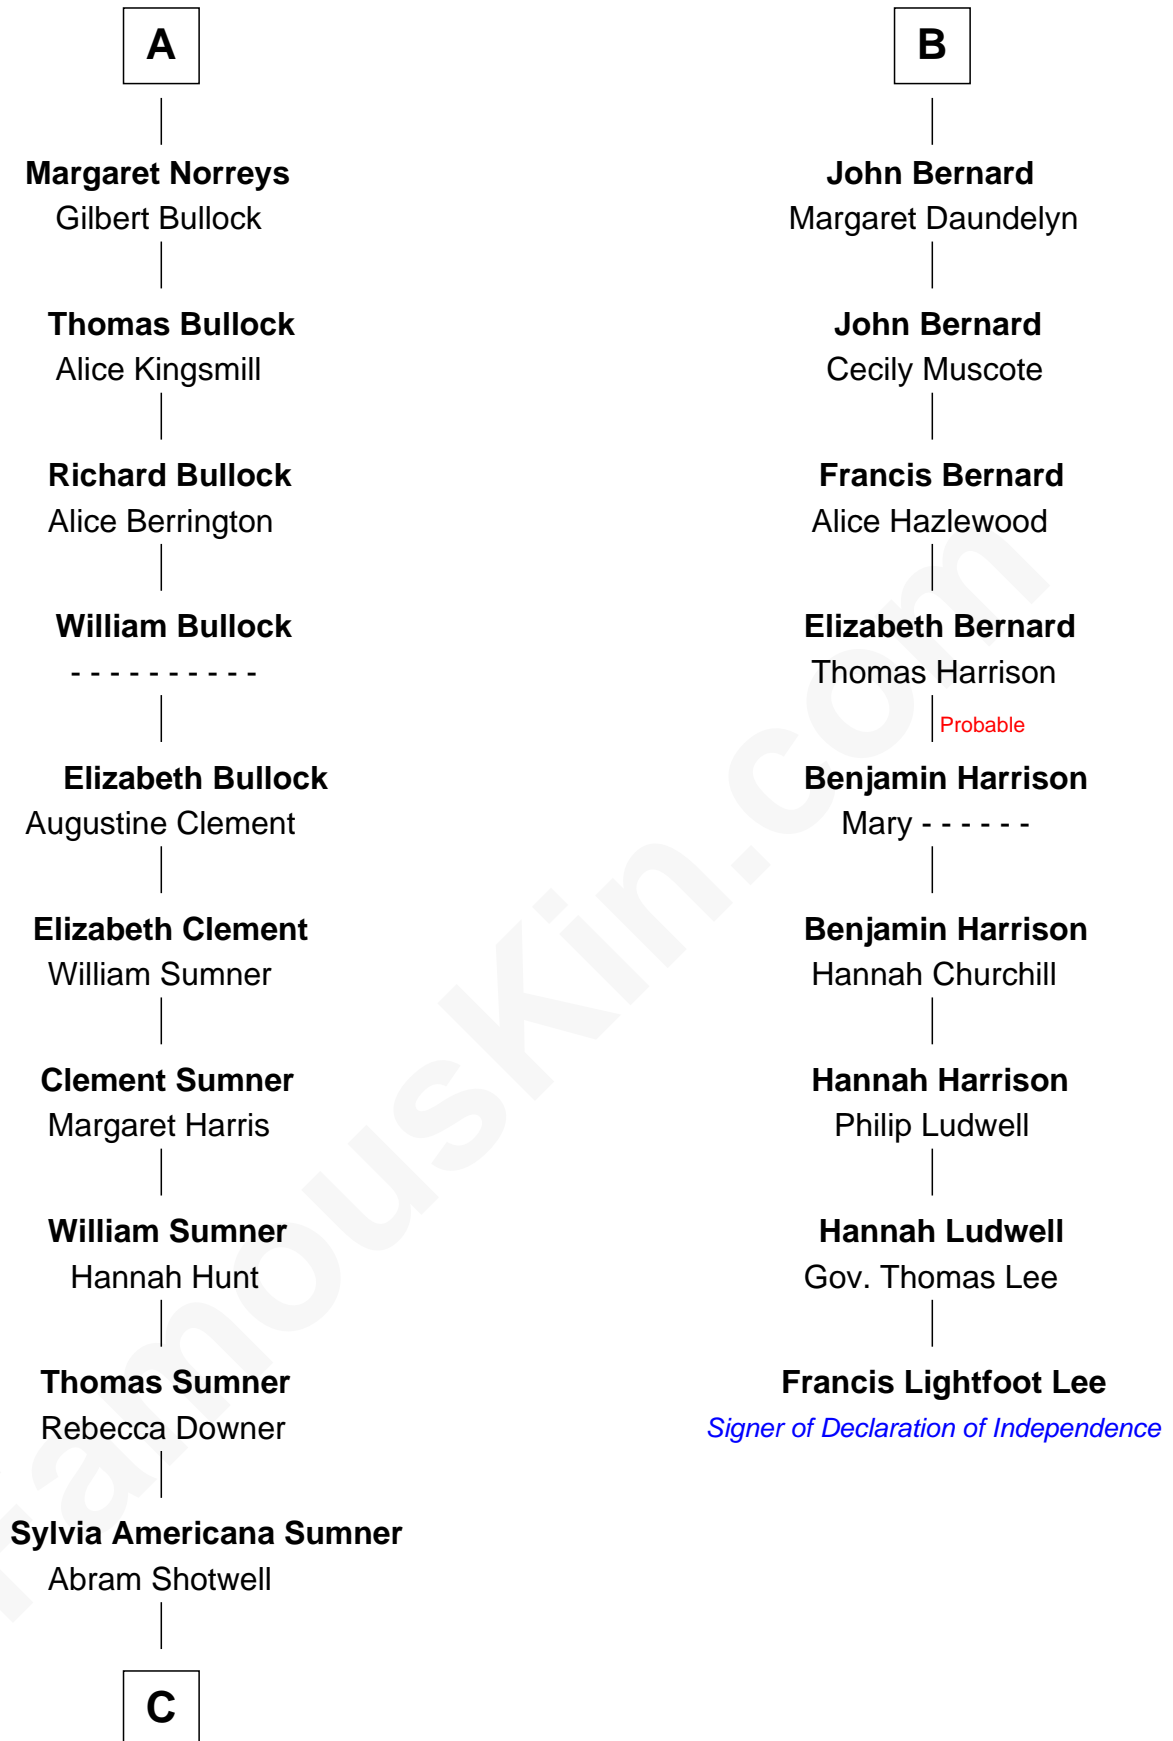 A
Margaret Norreys
Gilbert Bullock
Thomas Bullock
Alice Kingsmill
Richard Bullock
Alice Berrington
William Bullock
- - - - - - - - - -
Elizabeth Bullock
Augustine Clement
Elizabeth Clement
William Sumner
Clement Sumner
Margaret Harris
William Sumner
Hannah Hunt
Thomas Sumner
Rebecca Downer
Sylvia Americana Sumner
Abram Shotwell
C
B
John Bernard
Margaret Daundelyn
John Bernard
Cecily Muscote
Francis Bernard
Alice Hazlewood
Elizabeth Bernard
Thomas Harrison
Probable
Benjamin Harrison
Mary - - - - - -
Benjamin Harrison
Hannah Churchill
Hannah Harrison
Philip Ludwell
Hannah Ludwell
Gov. Thomas Lee
Francis Lightfoot Lee
Signer of Declaration of Independence
FamousKin.com